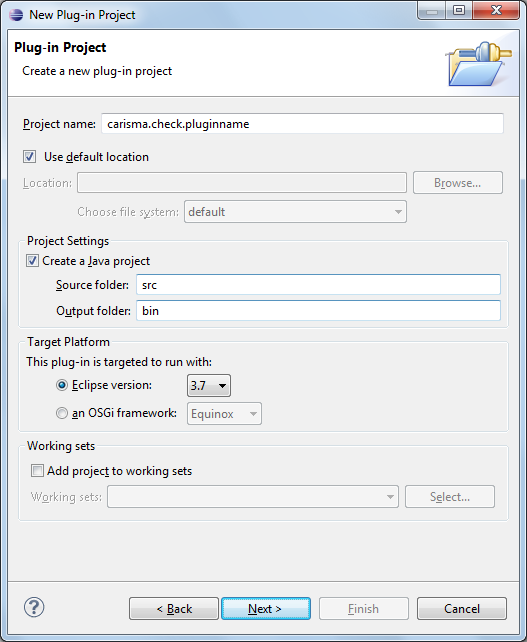 New Plug-in Project
Plug-in Project
Create a new plug-in project
Project name: carisma.check.pluginname
Use default location
Location: Browse...
Choose file system: default
Project Settings
Create a Java project
Source folder: src
Output folder: bin
Target Platform
This plug-in is targeted to run with:
Eclipse version: 3.7
an OSGi framework: Equinox
Working sets
Add project to working sets
Working sets: Select...
? < Back Next > Finish Cancel